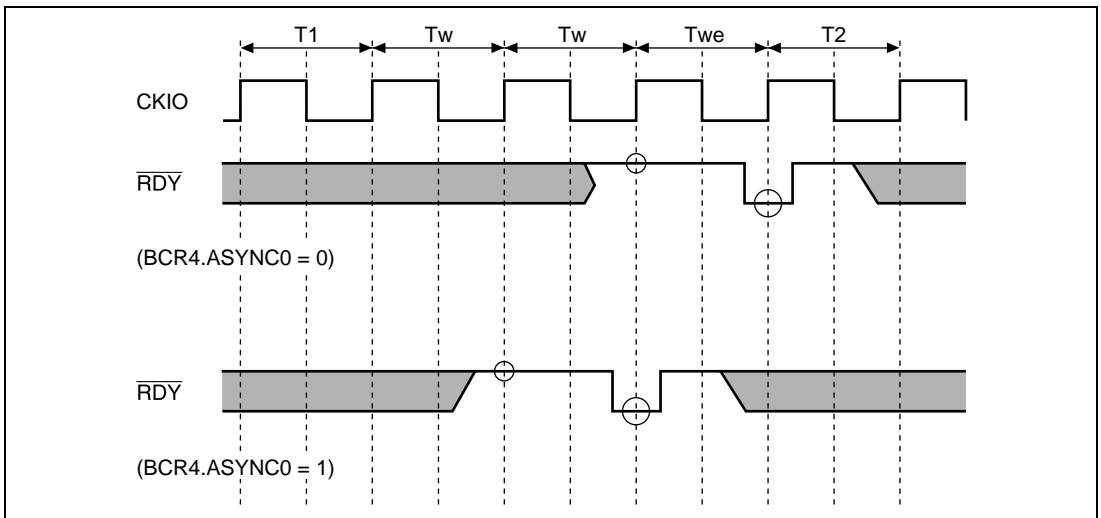 T1 Tw Tw Twe T2
CKIO
RDY
(BCR4.ASYNC0 = 0)
RDY
(BCR4.ASYNC0 = 1)